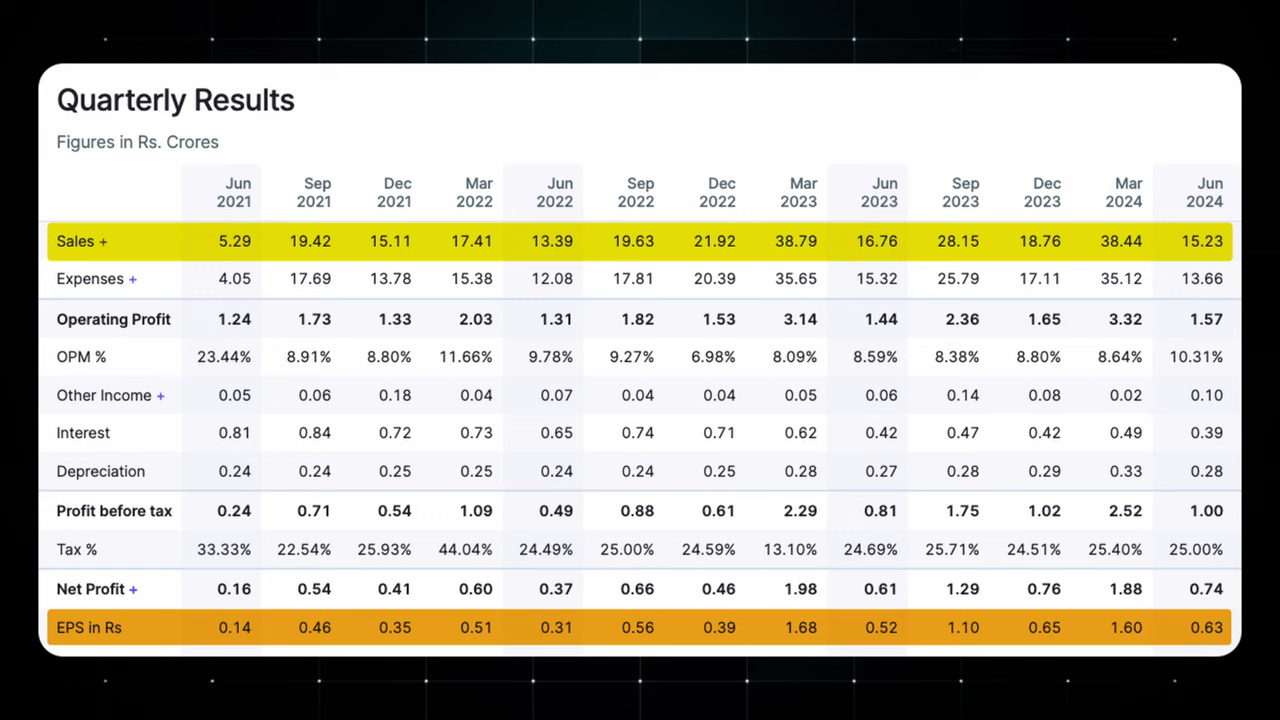 Quarterly Results
Figures in Rs. Crores
Jun 2021 Sep 2021 Dec 2021 Mar 2022 Jun 2022 Sep 2022 Dec 2022 Mar 2023 Jun 2023 Sep 2023 Dec 2023 Mar 2024 Jun 2024
Sales + 5.29 19.42 15.11 17.41 13.39 19.63 21.92 38.79 16.76 28.15 18.76 38.44 15.23
Expenses + 4.05 17.69 13.78 15.38 12.08 17.81 20.39 35.65 15.32 25.79 17.11 35.12 13.66
Operating Profit 1.24 1.73 1.33 2.03 1.31 1.82 1.53 3.14 1.44 2.36 1.65 3.32 1.57
OPM % 23.44% 8.91% 8.80% 11.66% 9.78% 9.27% 6.98% 8.09% 8.59% 8.38% 8.80% 8.64% 10.31%
Other Income + 0.05 0.06 0.18 0.04 0.07 0.04 0.04 0.05 0.06 0.14 0.08 0.02 0.10
Interest 0.81 0.84 0.72 0.73 0.65 0.74 0.71 0.62 0.42 0.47 0.42 0.49 0.39
Depreciation 0.24 0.24 0.25 0.25 0.24 0.24 0.25 0.28 0.27 0.28 0.29 0.33 0.28
Profit before tax 0.24 0.71 0.54 1.09 0.49 0.88 0.61 2.29 0.81 1.75 1.02 2.52 1.00
Tax % 33.33% 22.54% 25.93% 44.04% 24.49% 25.00% 24.59% 13.10% 24.69% 25.71% 24.51% 25.40% 25.00%
Net Profit + 0.16 0.54 0.41 0.60 0.37 0.66 0.46 1.98 0.61 1.29 0.76 1.88 0.74
EPS in Rs 0.14 0.46 0.35 0.51 0.31 0.56 0.39 1.68 0.52 1.10 0.65 1.60 0.63